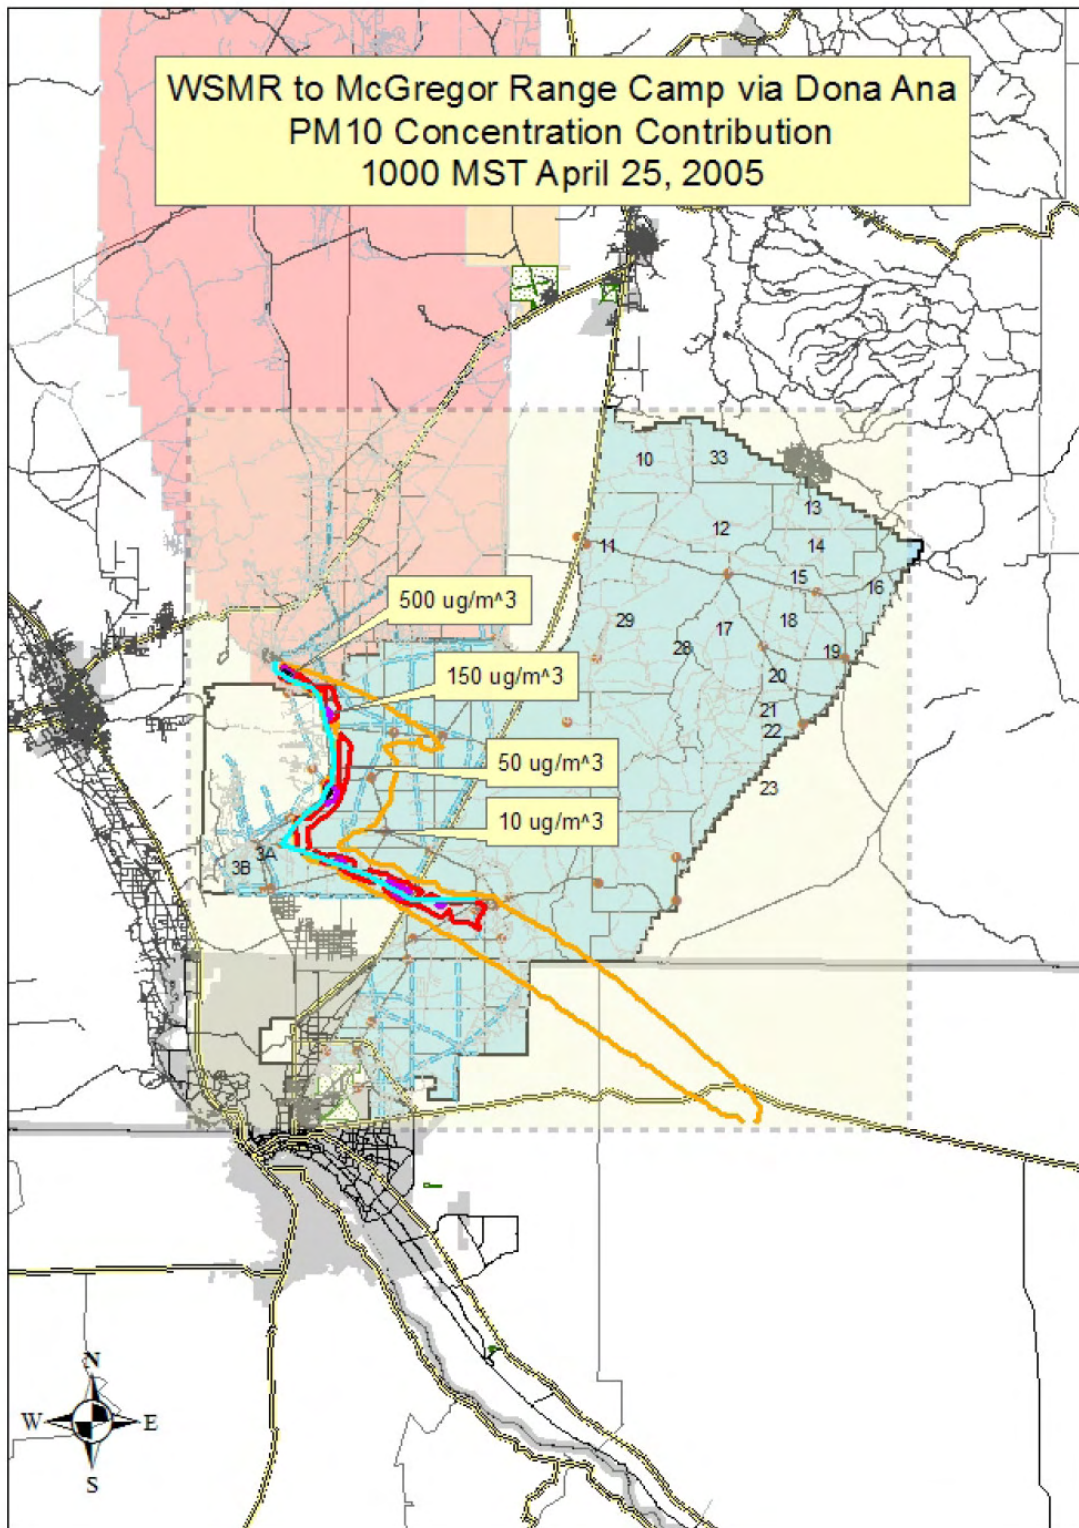 WSMR to McGregor Range Camp via Dona Ana
PM10 Concentration Contribution
1000 MST April 25, 2005
10
33
13
12
11
14
15
16
500 ug/m^3
29
17
18
28
19
150 ug/m^3
20
21
22
50 ug/m^3
23
10 ug/m^3
3A
3B
N
W
E
S